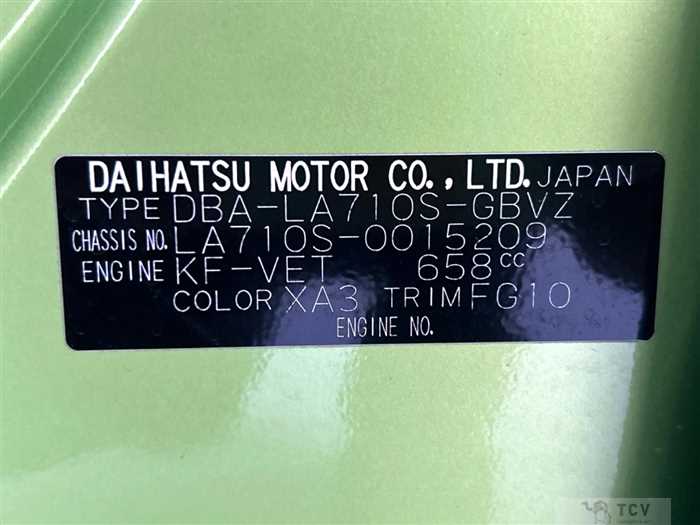 DAIHATSU MOTOR CO., LTD. JAPAN
TYPE DBA-LA710S-GBVZ
CHASSIS NO. LA710S-0015209
ENGINE KF-VET 658cc
COLOR XA3 TRIM FG10
ENGINE NO.
TCV